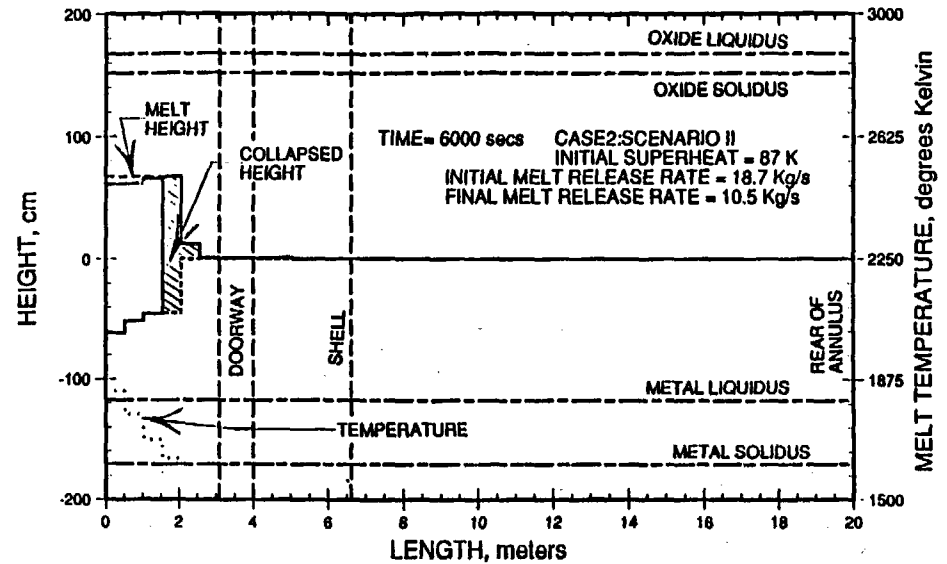 200
100
0
-100
-200
HEIGHT, cm
3000
2625
2250
1875
1500
MELT TEMPERATURE, degrees Kelvin
0
2
4
6
8
10
12
14
16
18
20
LENGTH, meters
OXIDE LIQUIDUS
OXIDE SOLIDUS
MELT
HEIGHT
COLLAPSED
HEIGHT
TIME= 6000 secs
CASE2:SCENARIO II
INITIAL SUPERHEAT = 87 K
INITIAL MELT RELEASE RATE = 18.7 Kg/s
FINAL MELT RELEASE RATE = 10.5 Kg/s
DOORWAY
SHELL
REAR OF
ANNULUS
METAL LIQUIDUS
TEMPERATURE
METAL SOLIDUS